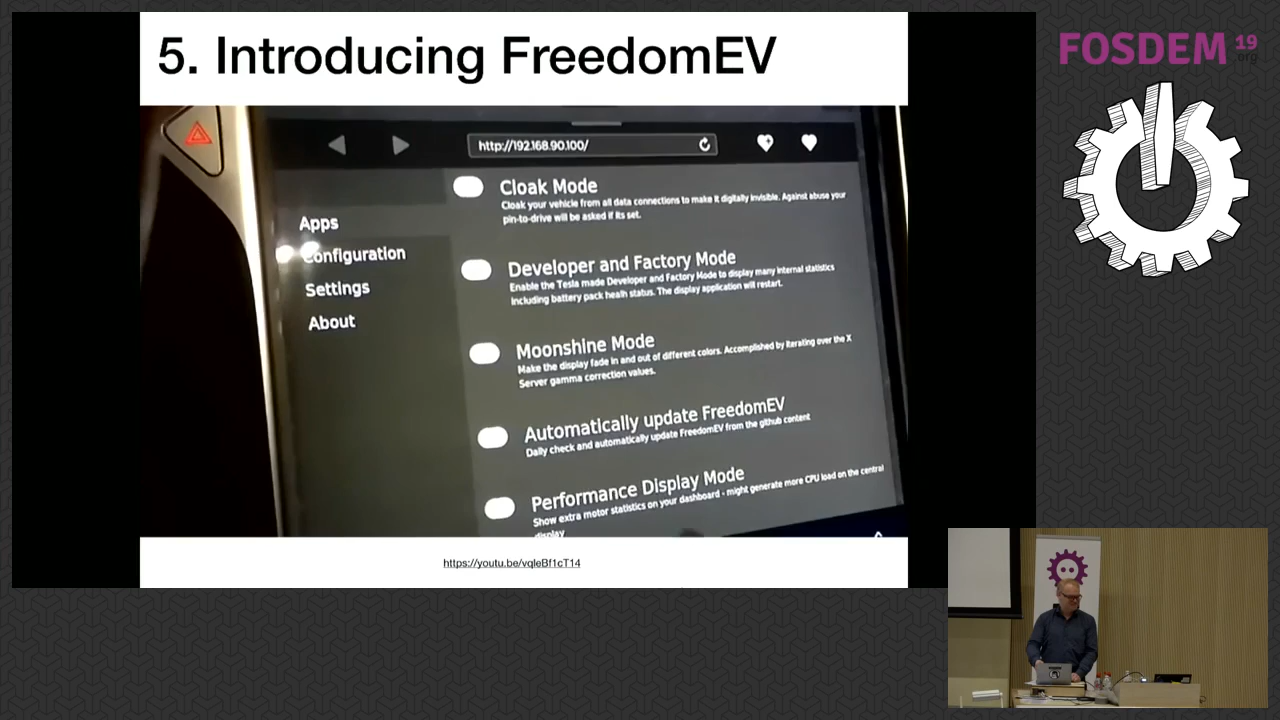 5. Introducing FreedomEV
FOSDEM 19
.org
http://192.168.90.100/
Apps
Configuration
Settings
About
Cloak Mode
Cloak your vehicle from all data connections to make it digitally invisible. Against abuse your
pin-to-drive will be asked if its set.
Developer and Factory Mode
Enable the Tesla made Developer and Factory Mode to display many internal statistics
including battery pack healh status. The display application will restart.
Moonshine Mode
Make the display fade in and out of different colors. Accomplished by iterating over the X
Server gamma correction values.
Automatically update FreedomEV
Daily check and automatically update FreedomEV from the github content
Performance Display Mode
Show extra motor statistics on your dashboard - might generate more CPU load on the central
display
https://youtu.be/vqleBf1cT14